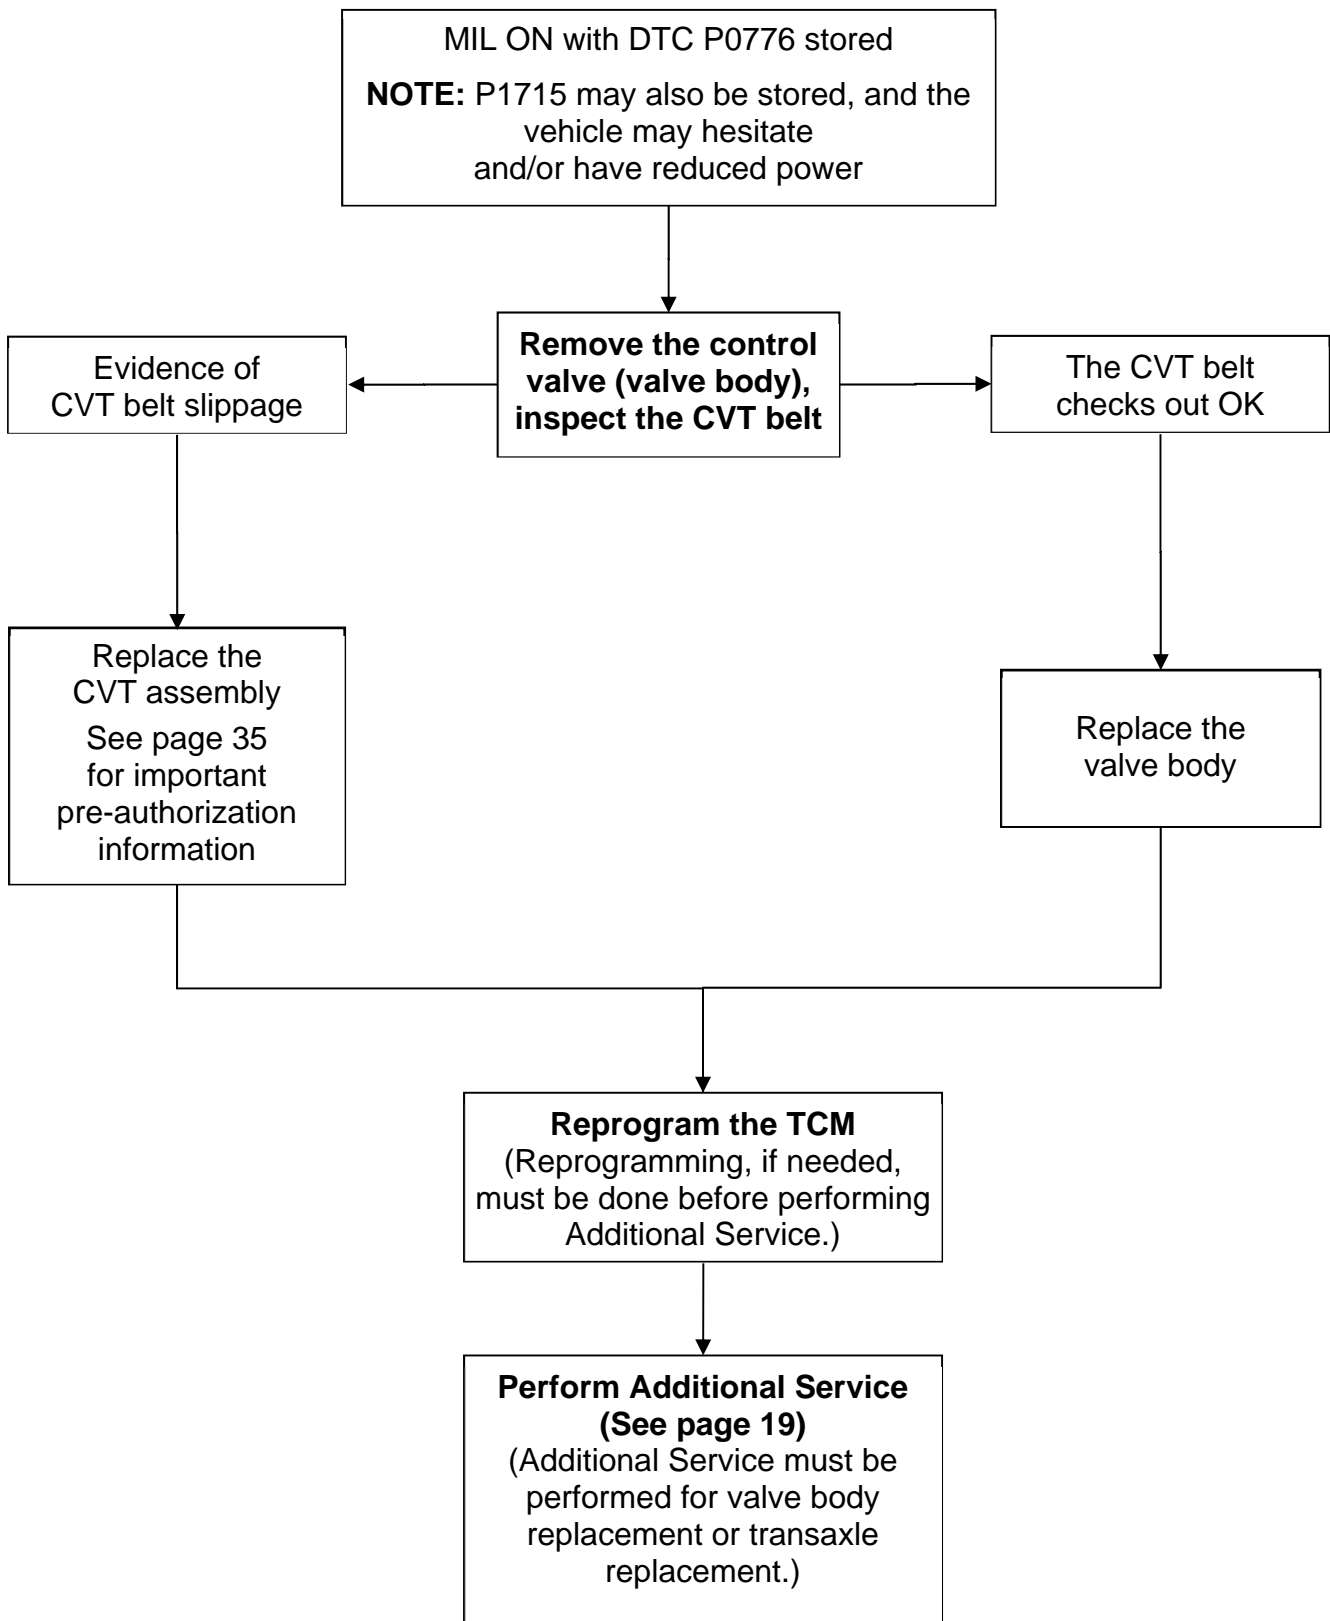 MIL ON with DTC P0776 stored
NOTE: P1715 may also be stored, and the
vehicle may hesitate
and/or have reduced power
Remove the control
valve (valve body),
inspect the CVT belt
Evidence of
CVT belt slippage
The CVT belt
checks out OK
Replace the
CVT assembly
See page 35
for important
pre-authorization
information
Replace the
valve body
Reprogram the TCM
(Reprogramming, if needed,
must be done before performing
Additional Service.)
Perform Additional Service
(See page 19)
(Additional Service must be
performed for valve body
replacement or transaxle
replacement.)